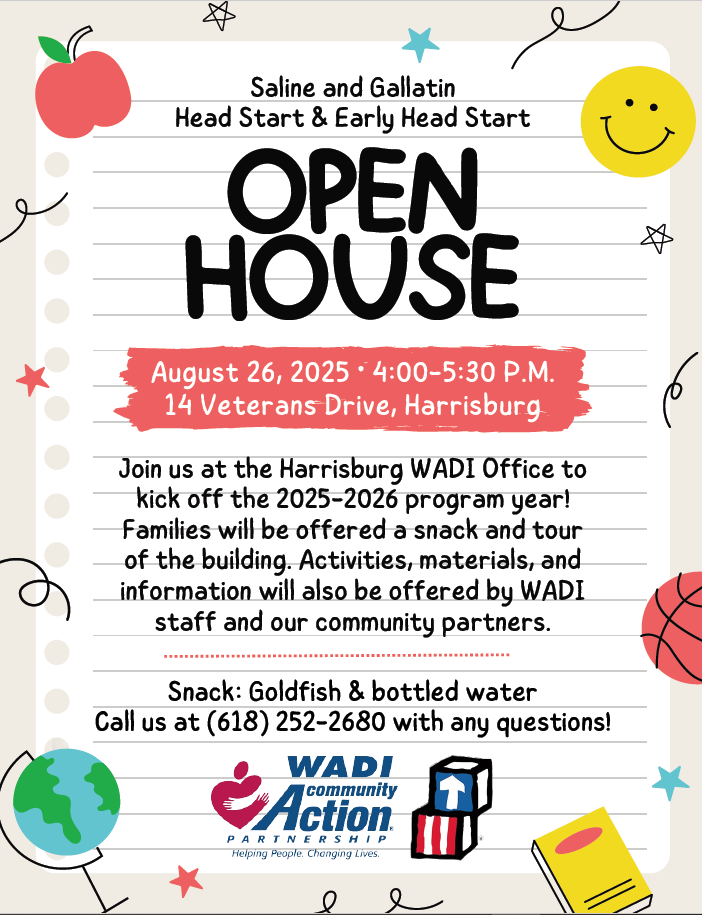 Saline and Gallatin
Head Start & Early Head Start
OPEN
HOUSE
August 26, 2025 • 4:00-5:30 P.M.
14 Veterans Drive, Harrisburg
Join us at the Harrisburg WADI Office to
kick off the 2025-2026 program year!
Families will be offered a snack and tour
of the building. Activities, materials, and
information will also be offered by WADI
staff and our community partners.
Snack: Goldfish & bottled water
Call us at (618) 252-2680 with any questions!
WADI
community
Action
PARTNERSHIP
Helping People. Changing Lives.